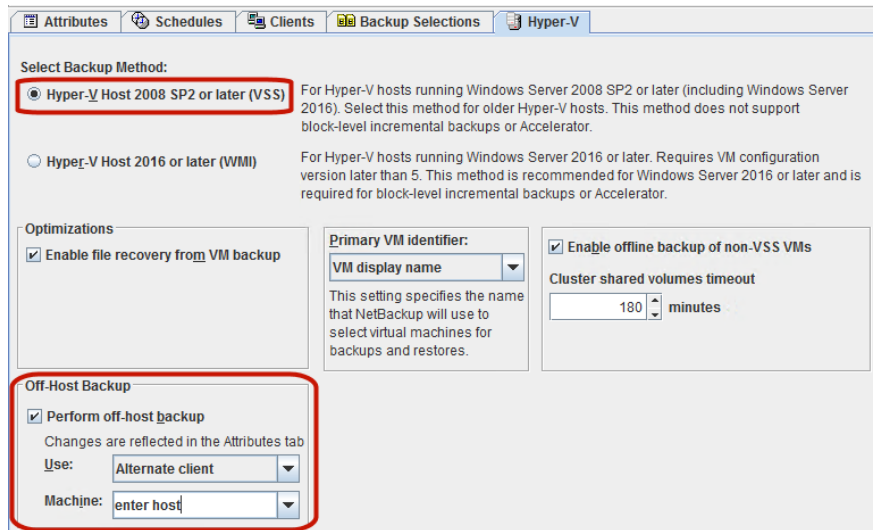 Attributes Schedules Clients Backup Selections Hyper-V
Select Backup Method:
Hyper-V Host 2008 SP2 or later (VSS)
For Hyper-V hosts running Windows Server 2008 SP2 or later (including Windows Server
2016). Select this method for older Hyper-V hosts. This method does not support
block-level incremental backups or Accelerator.
Hyper-V Host 2016 or later (WMI)
For Hyper-V hosts running Windows Server 2016 or later. Requires VM configuration
version later than 5. This method is recommended for Windows Server 2016 or later and is
required for block-level incremental backups or Accelerator.
Optimizations
Enable file recovery from VM backup
Primary VM identifier:
VM display name
This setting specifies the name
that NetBackup will use to
select virtual machines for
backups and restores.
Enable offline backup of non-VSS VMs
Cluster shared volumes timeout
180 minutes
Off-Host Backup
Perform off-host backup
Changes are reflected in the Attributes tab
Use: Alternate client
Machine: enter host